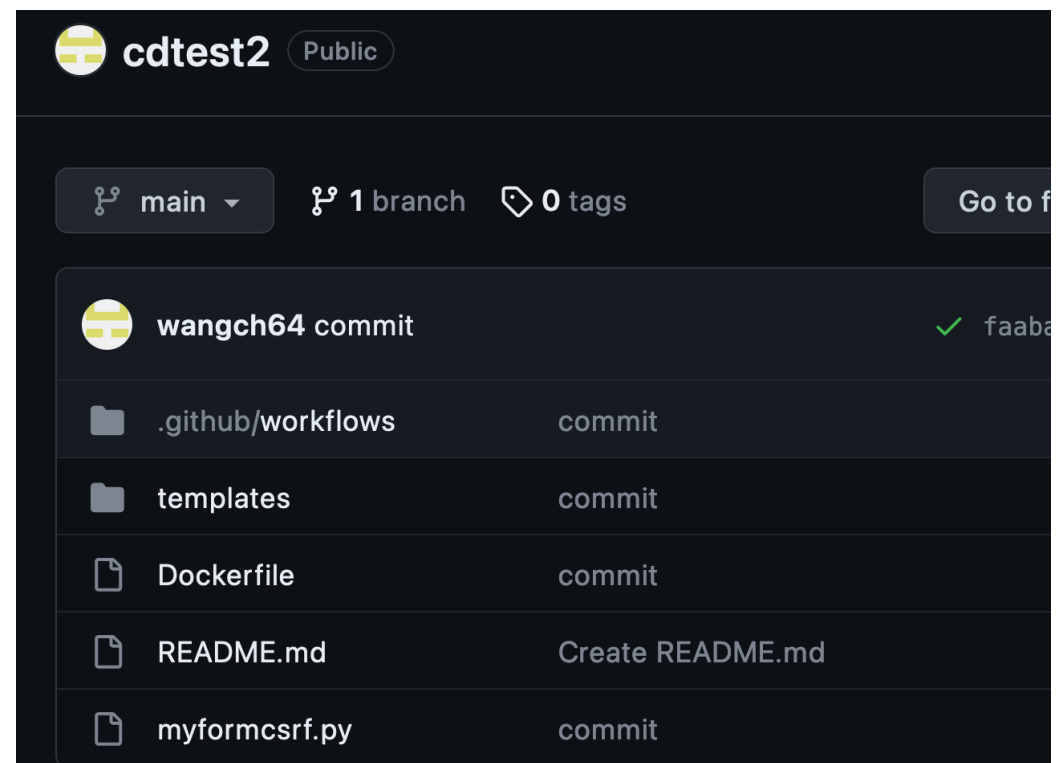 cdtest2 Public
main 1 branch 0 tags Go to f
wangch64 commit faaba
.github/workflows commit
templates commit
Dockerfile commit
README.md Create README.md
myformcsrf.py commit